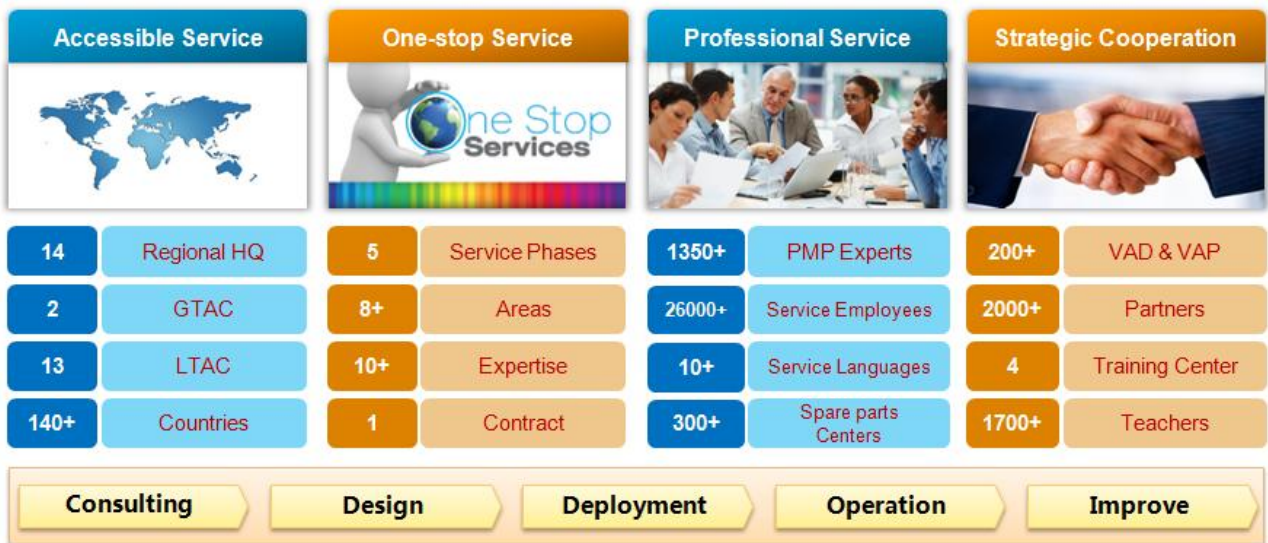 Accessible Service
One-stop Service
Professional Service
Strategic Cooperation
One Stop
Services
14 Regional HQ
2 GTAC
13 LTAC
140+ Countries
5 Service Phases
8+ Areas
10+ Expertise
1 Contract
1350+ PMP Experts
26000+ Service Employees
10+ Service Languages
300+ Spare parts
Centers
200+ VAD & VAP
2000+ Partners
4 Training Center
1700+ Teachers
Consulting
Design
Deployment
Operation
Improve